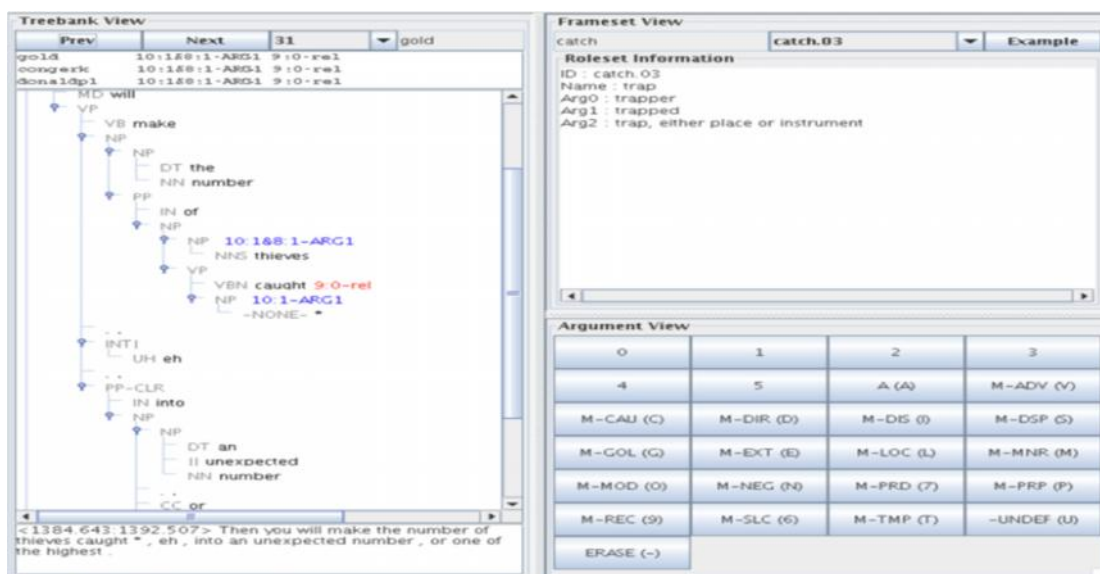 Treebank View
Prev Next 31 gold
gold 10:1&8:1-ARG1 9:0-rel
congerk 10:1&8:1-ARG1 9:0-rel
donaldp1 10:1&8:1-ARG1 9:0-rel
MD will
VP
VB make
NP
NP
DT the
NN number
PP
IN of
NP
NP 10:1&8:1-ARG1
NNS thieves
VP
VBN caught 9:0-rel
NP 10:1-ARG1
-NONE- *
, ,
INTJ
UH eh
, ,
PP-CLR
IN into
NP
NP
DT an
JJ unexpected
NN number
, ,
CC or
<1384.643:1392.507> Then you will make the number of
thieves caught * , eh , into an unexpected number , or one of
the highest .
Frameset View
catch catch.03 Example
Roleset Information
ID : catch.03
Name : trap
Arg0 : trapper
Arg1 : trapped
Arg2 : trap, either place or instrument
Argument View
0 1 2 3
4 5 A (A) M-ADV (V)
M-CAU (C) M-DIR (D) M-DIS (I) M-DSP (S)
M-GOL (G) M-EXT (E) M-LOC (L) M-MNR (M)
M-MOD (O) M-NEG (N) M-PRD (7) M-PRP (P)
M-REC (9) M-SLC (6) M-TMP (T) -UNDEF (U)
ERASE (-)